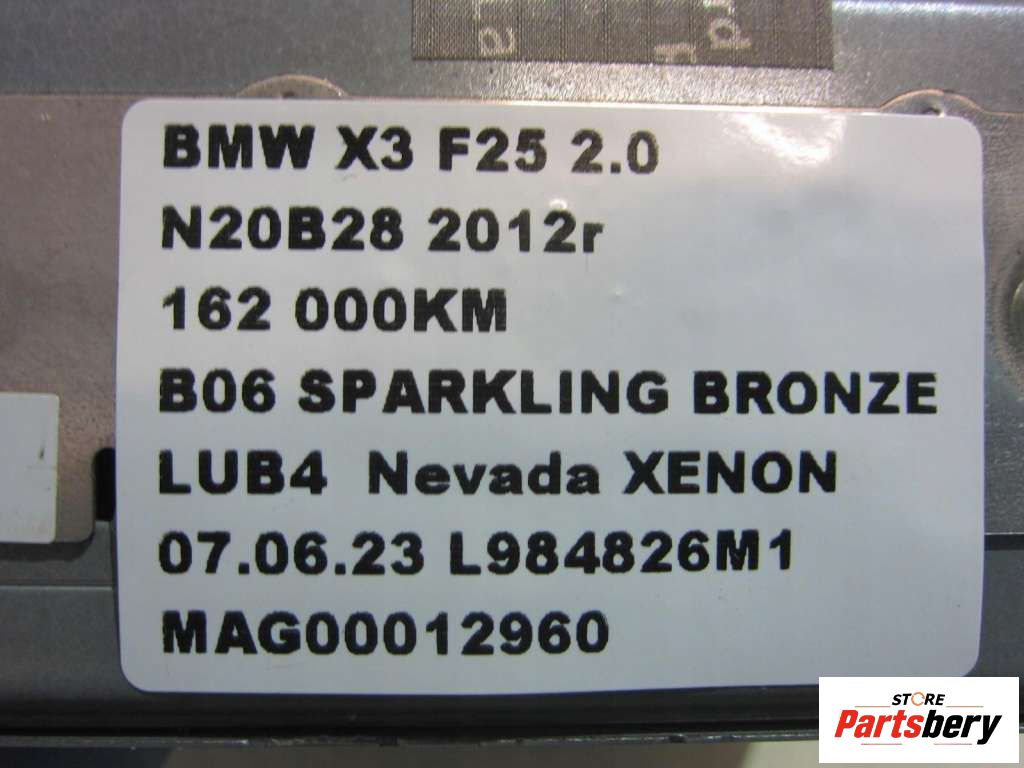 BMW X3 F25 2.0
N20B28 2012r
162 000KM
B06 SPARKLING BRONZE
LUB4 Nevada XENON
07.06.23 L984826M1
MAG00012960
STORE
Partsbery